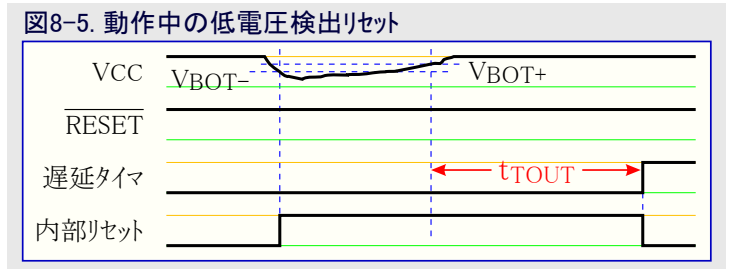 図8-5. 動作中の低電圧検出リセット
VCC
VBOT-
VBOT+
RESET
遅延タイマ
tTOUT
内部リセット